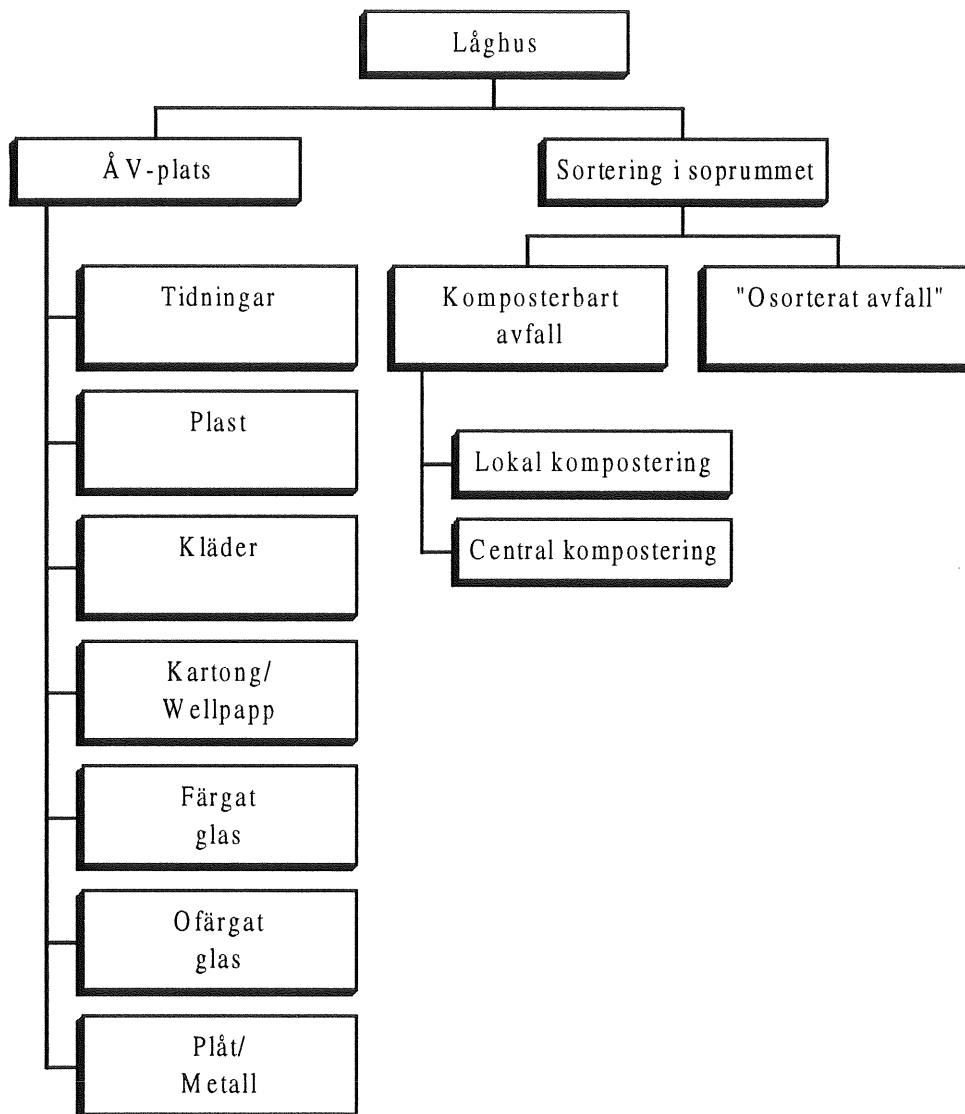 Låghus
ÅV-plats
Sortering i soprummet
Tidningar
Plast
Kläder
Kartong/
Wellpapp
Färgat
glas
Ofärgat
glas
Plåt/
Metall
Komposterbart
avfall
"Osorterat avfall"
Lokal kompostering
Central kompostering